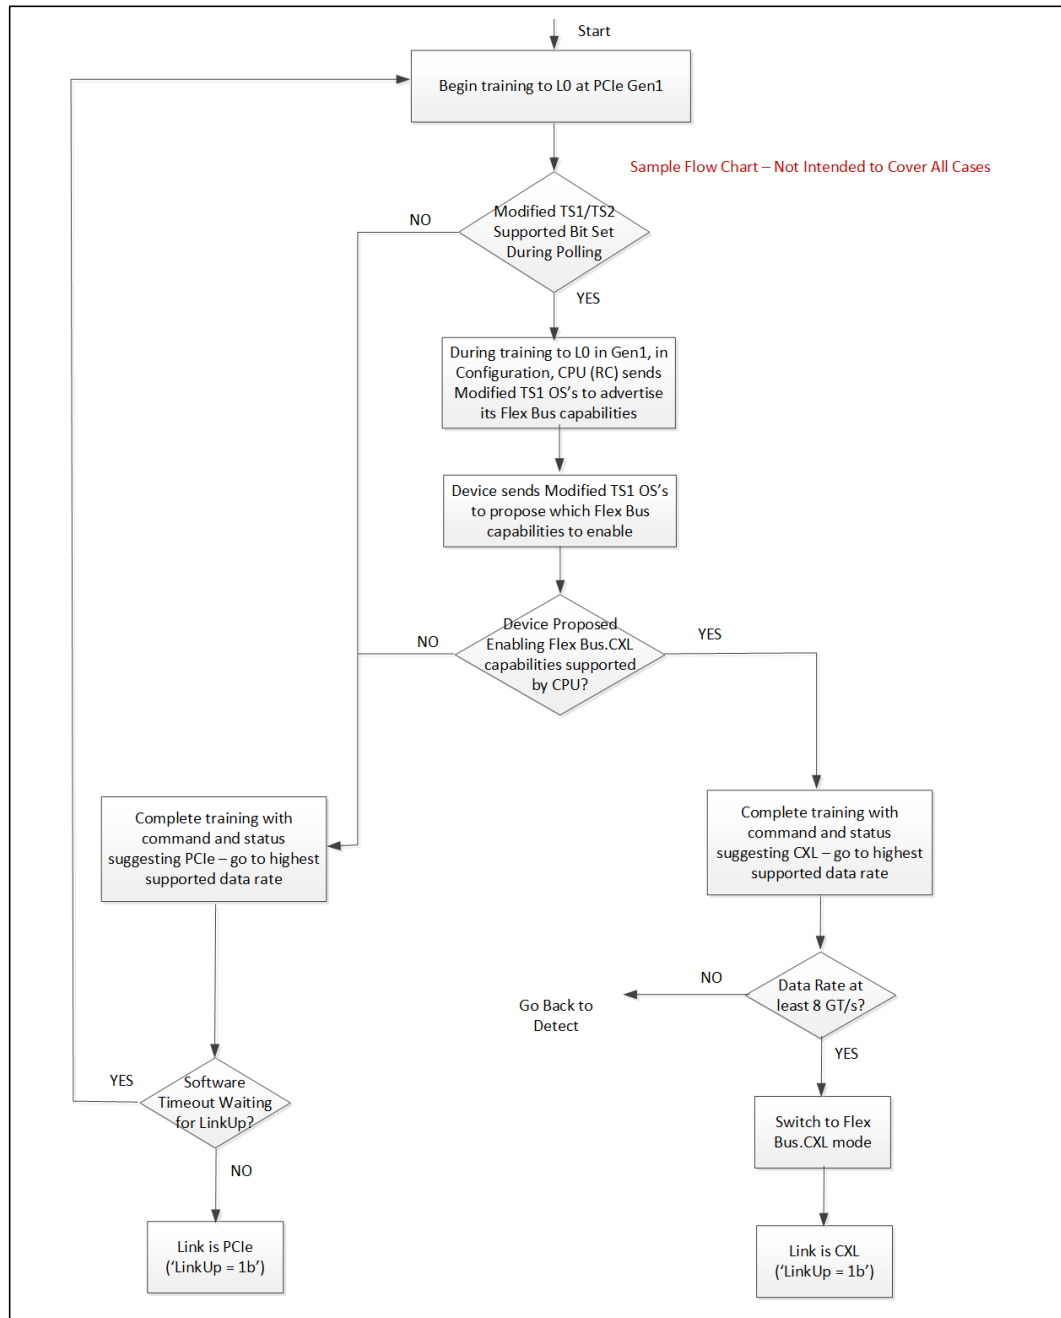 Start
Begin training to L0 at PCIe Gen1
Sample Flow Chart – Not Intended to Cover All Cases
Modified TS1/TS2
Supported Bit Set
During Polling
NO
YES
During training to L0 in Gen1, in
Configuration, CPU (RC) sends
Modified TS1 OS's to advertise
its Flex Bus capabilities
Device sends Modified TS1 OS's
to propose which Flex Bus
capabilities to enable
Device Proposed
Enabling Flex Bus.CXL
capabilities supported
by CPU?
NO
YES
Complete training with
command and status
suggesting PCIe – go to highest
supported data rate
Complete training with
command and status
suggesting CXL – go to highest
supported data rate
Data Rate at
least 8 GT/s?
NO
Go Back to
Detect
YES
Software
Timeout Waiting
for LinkUp?
YES
NO
Switch to Flex
Bus.CXL mode
Link is PCIe
('LinkUp = 1b')
Link is CXL
('LinkUp = 1b')